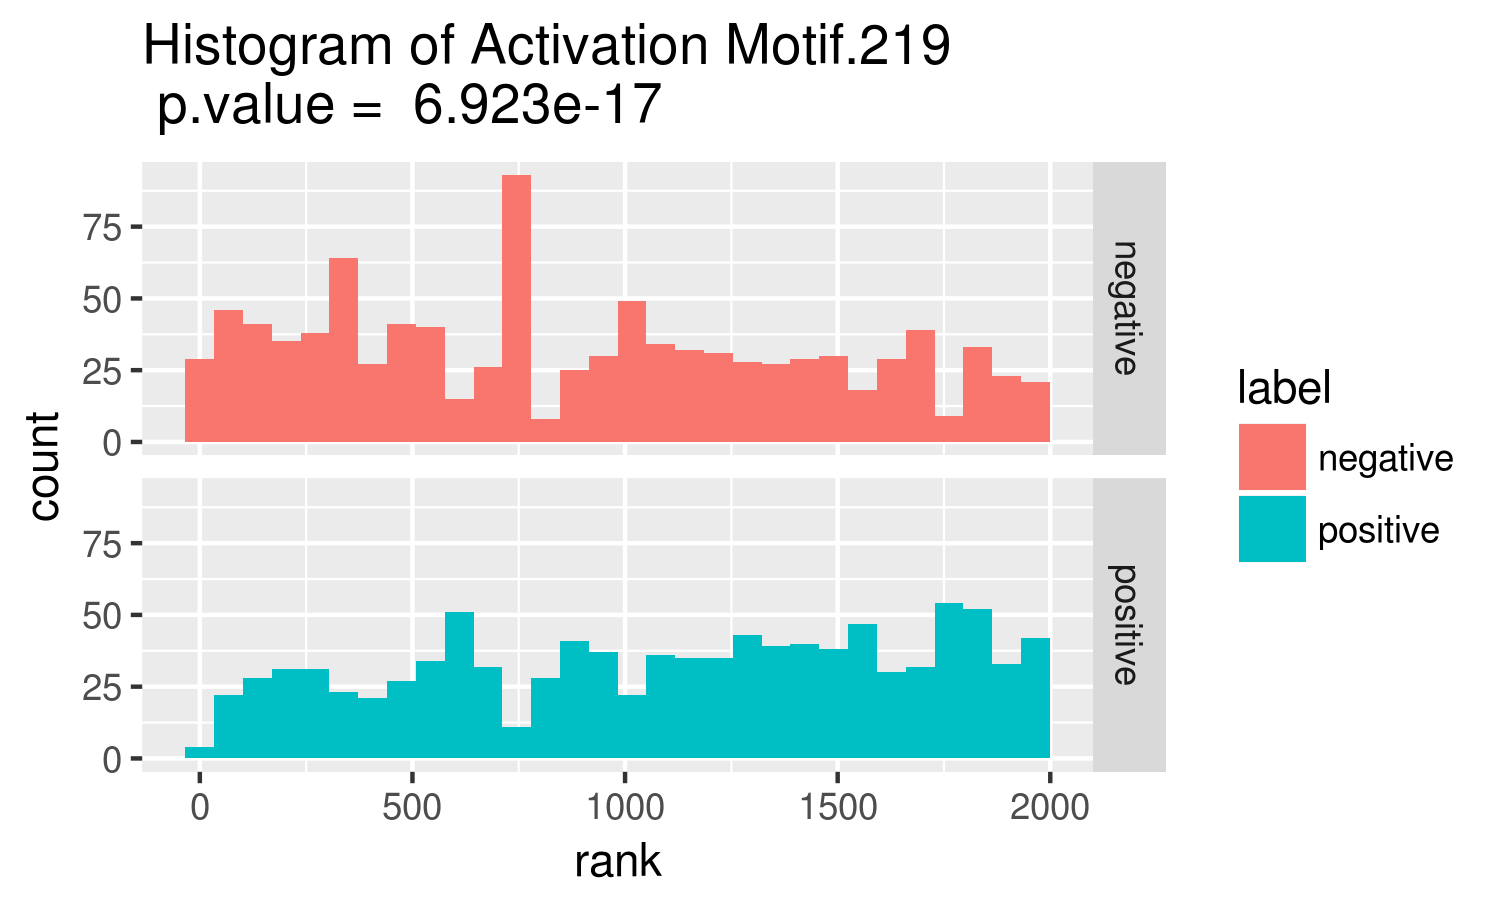 Histogram of Activation Motif.219
p.value =  6.923e-17
count
75
50
25
0
negative
75
50
25
0
positive
0 500 1000 1500 2000
rank
label
negative
positive